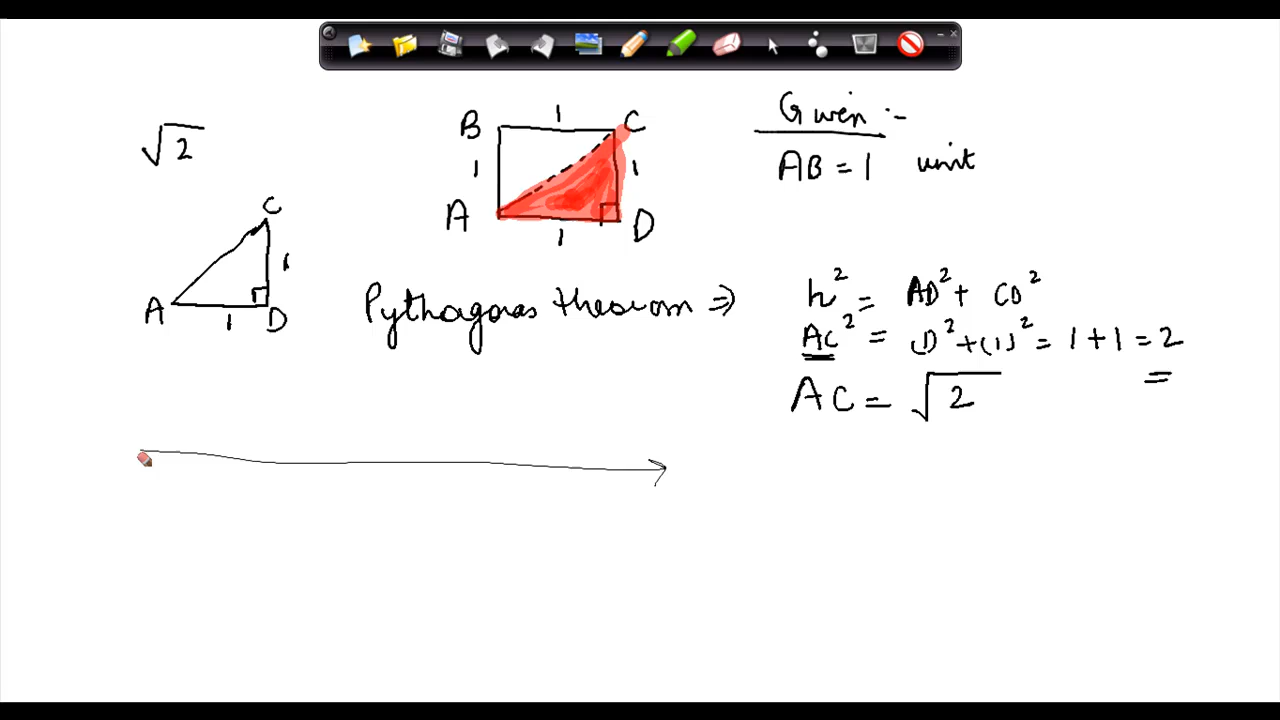 √2
B 1 C
1 1
A 1 D
Given :-
AB = 1 unit
C
1
A 1 D
Pythagoras theorem ⇒
h² = AD² + CD²
AC² = (1)² + (1)² = 1 + 1 = 2
AC = √2